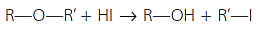 R—O—R′ + HI → R—OH + R′—I